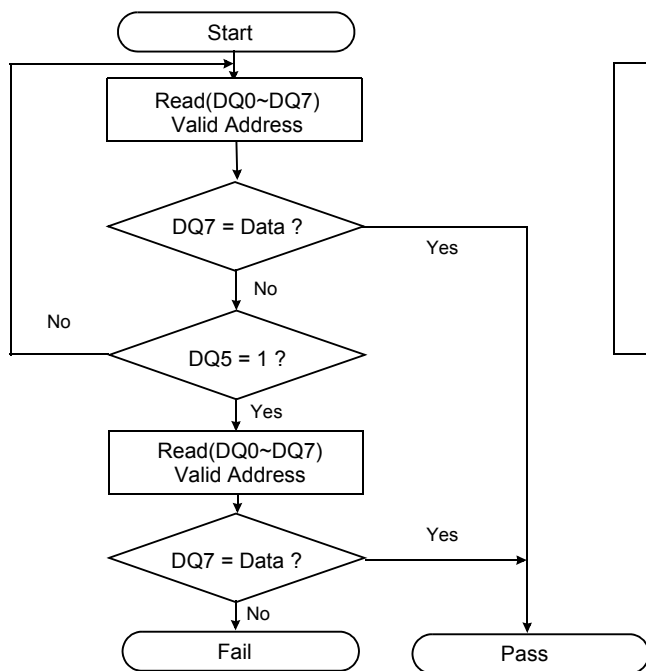 Start
Read(DQ0~DQ7)
Valid Address
DQ7 = Data ?
Yes
No
No
DQ5 = 1 ?
Yes
Read(DQ0~DQ7)
Valid Address
Yes
DQ7 = Data ?
No
Fail
Pass